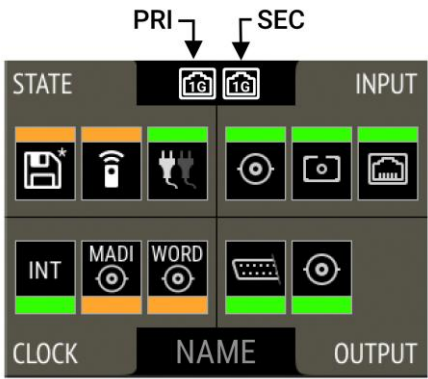 PRI SEC
STATE 1G 1G INPUT
*
INT MADI WORD
CLOCK NAME OUTPUT